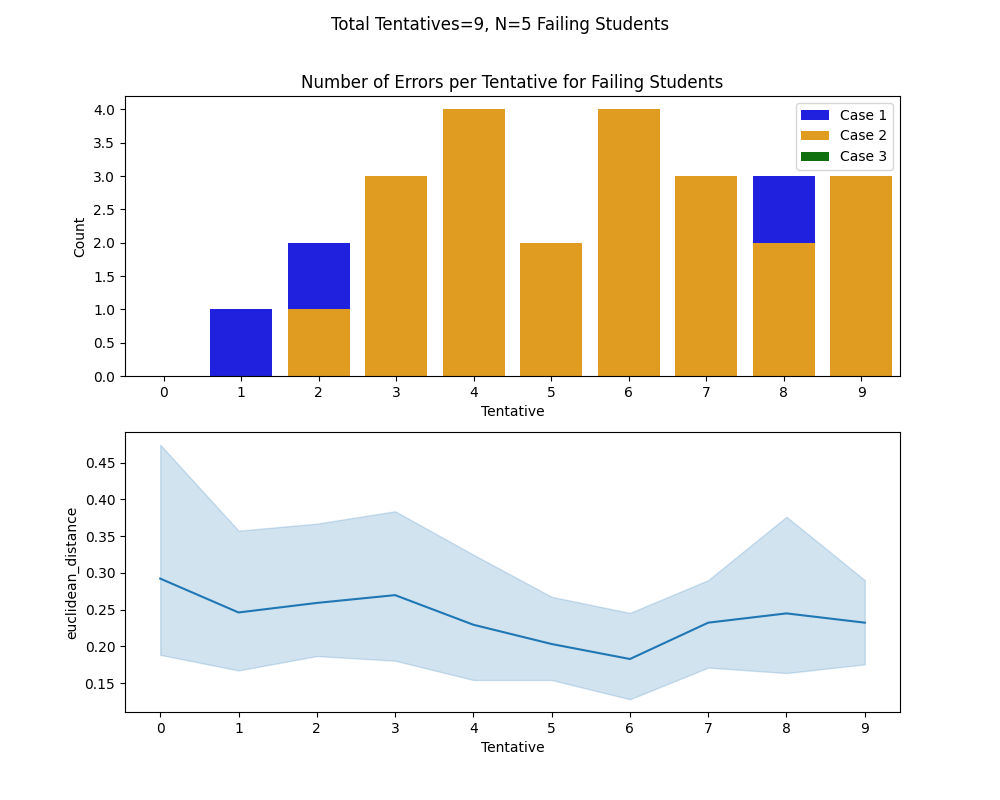 Total Tentatives=9, N=5 Failing Students
Number of Errors per Tentative for Failing Students
4.0
3.5
3.0
2.5
2.0
1.5
1.0
0.5
0.0
Count
Case 1
Case 2
Case 3
0 1 2 3 4 5 6 7 8 9
Tentative
0.45
0.40
0.35
0.30
0.25
0.20
0.15
euclidean_distance
0 1 2 3 4 5 6 7 8 9
Tentative